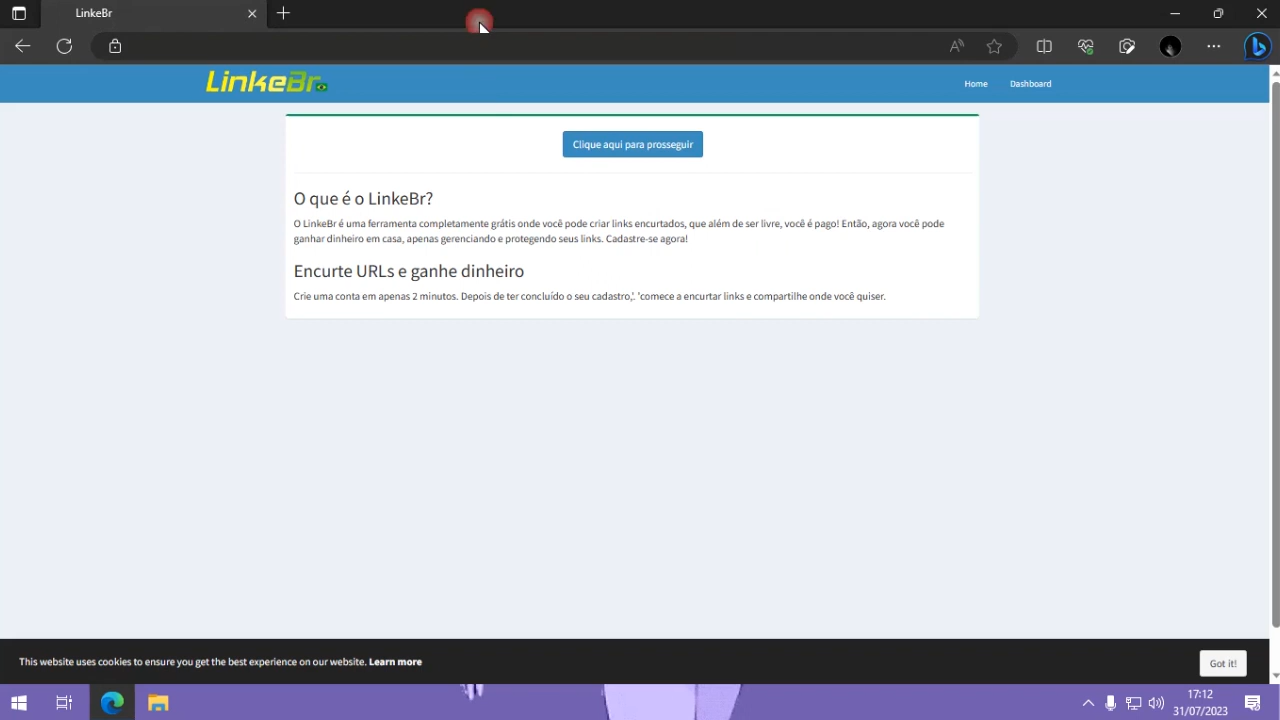 LinkeBr
LinkeBr
Home
Dashboard
Clique aqui para prosseguir
O que é o LinkeBr?
O LinkeBr é uma ferramenta completamente grátis onde você pode criar links encurtados, que além de ser livre, você é pago! Então, agora você pode
ganhar dinheiro em casa, apenas gerenciando e protegendo seus links. Cadastre-se agora!
Encurte URLs e ganhe dinheiro
Crie uma conta em apenas 2 minutos. Depois de ter concluído o seu cadastro,'. 'comece a encurtar links e compartilhe onde você quiser.
This website uses cookies to ensure you get the best experience on our website. Learn more
Got it!
17:12
31/07/2023